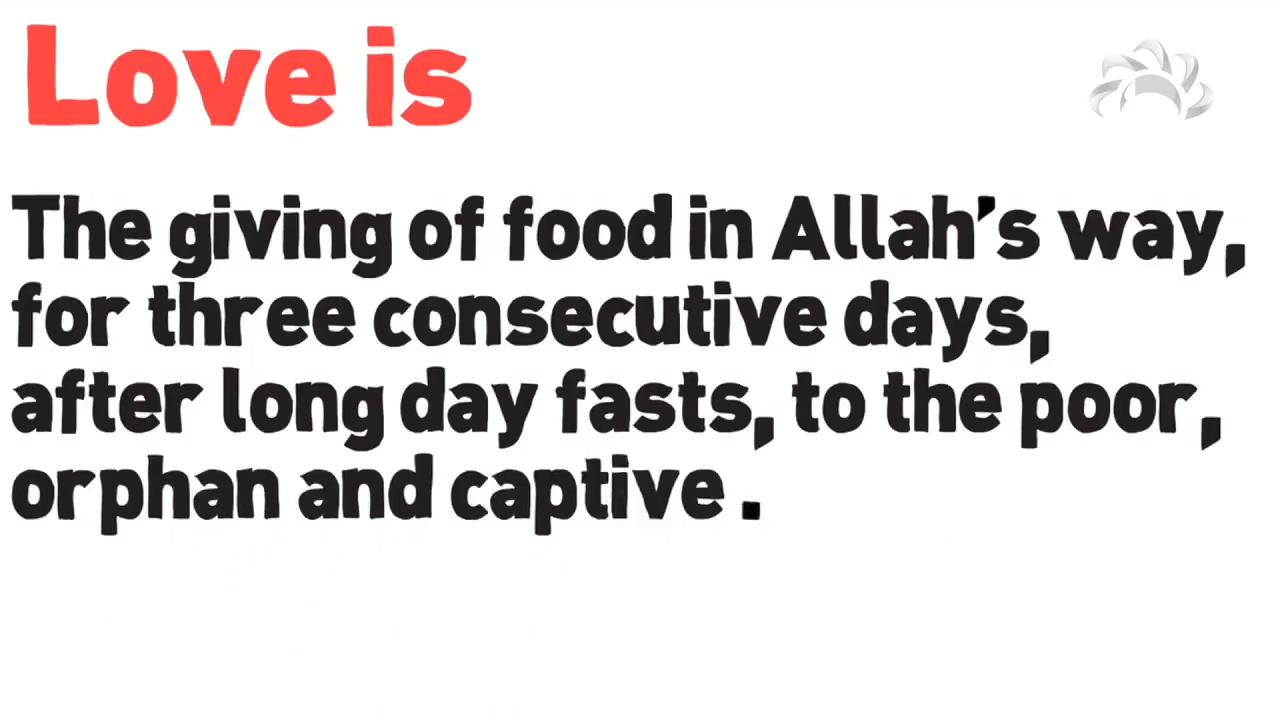 Love is
The giving of food in Allah's way,
for three consecutive days,
after long day fasts, to the poor,
orphan and captive .